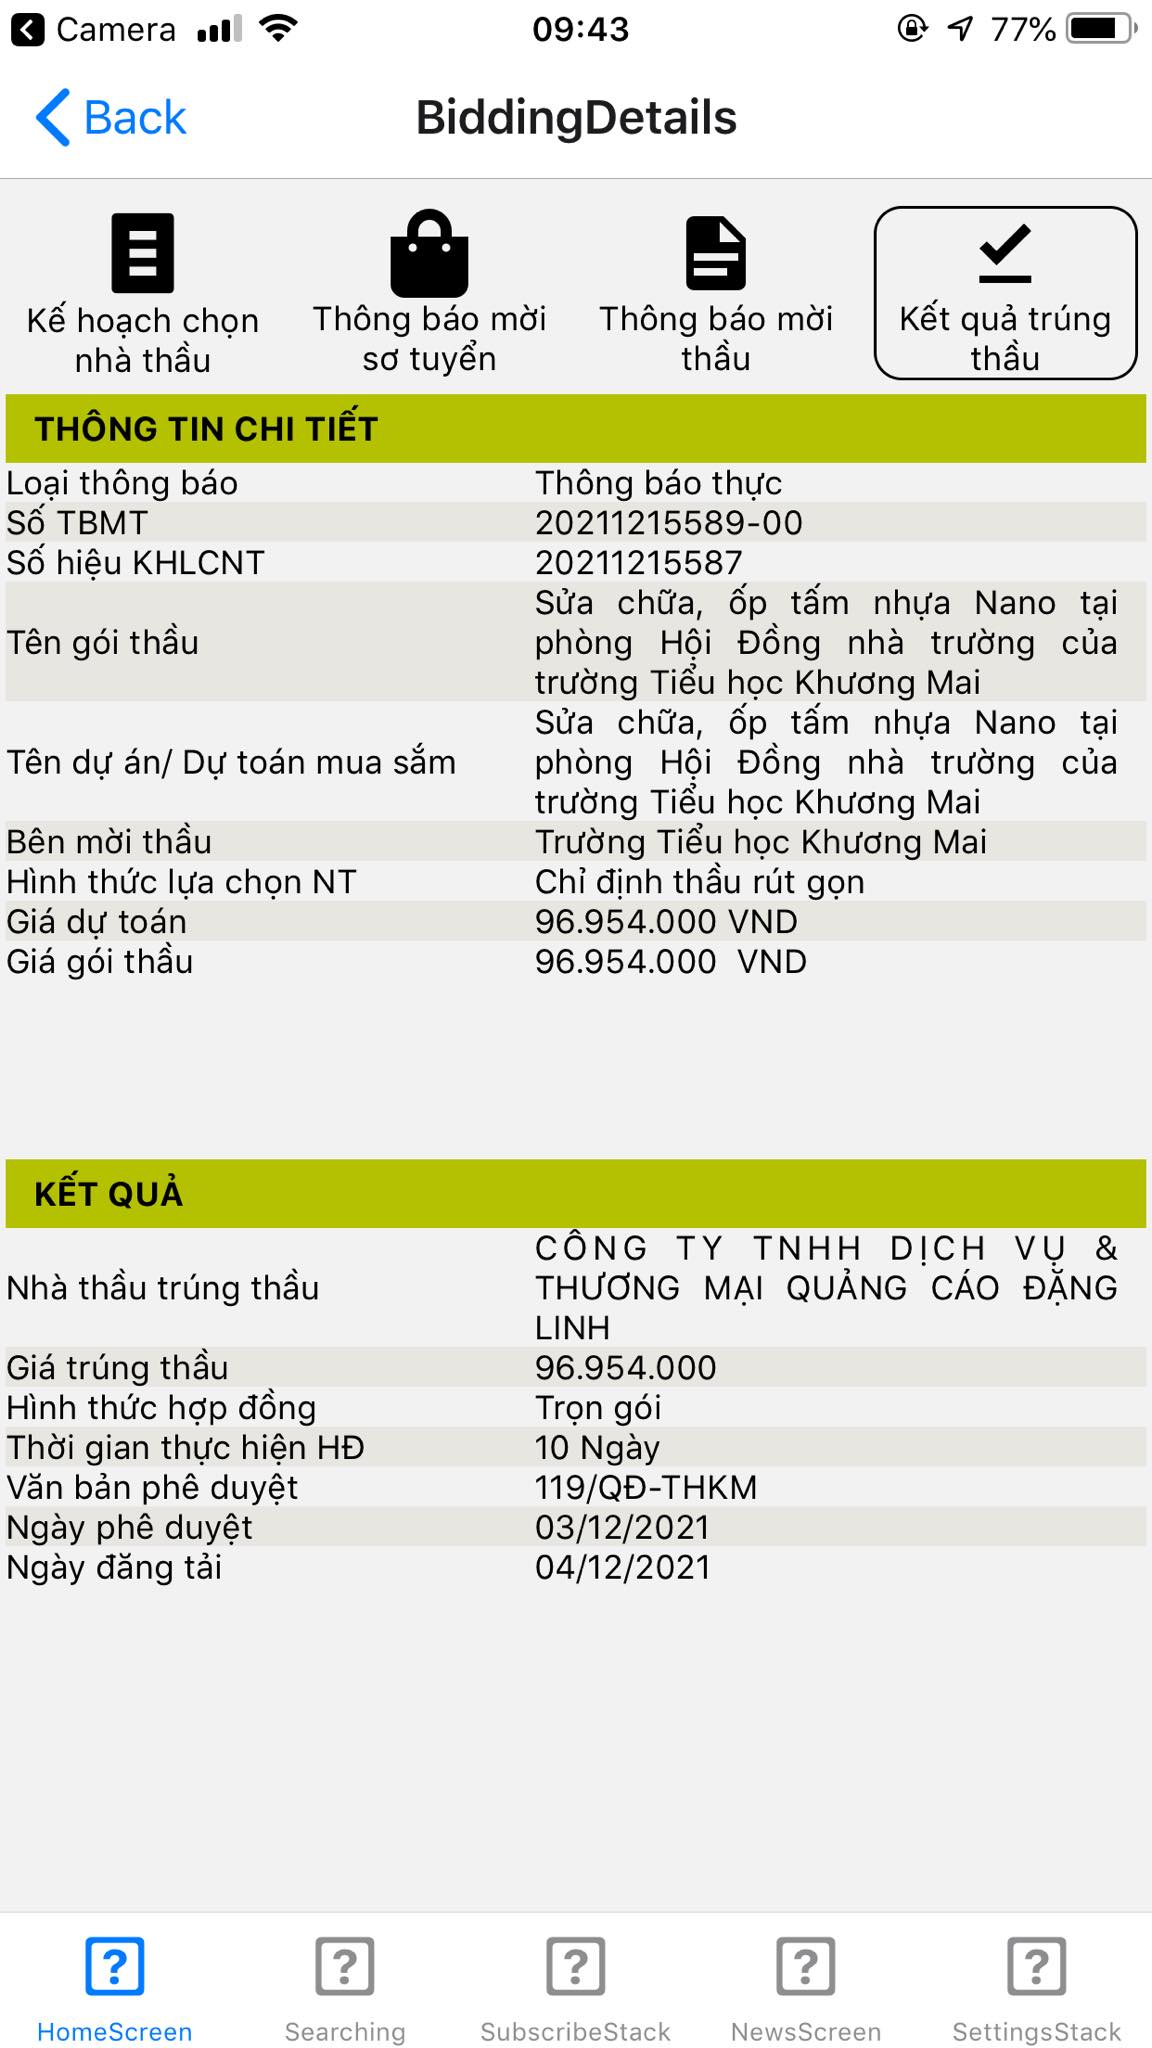 Camera 09:43 77%
Back BiddingDetails
Kế hoạch chọn
nhà thầu
Thông báo mời
sơ tuyển
Thông báo mời
thầu
Kết quả trúng
thầu
THÔNG TIN CHI TIẾT
Loại thông báo Thông báo thực
Số TBMT 20211215589-00
Số hiệu KHLCNT 20211215587
Tên gói thầu
Sửa chữa, ốp tấm nhựa Nano tại
phòng Hội Đồng nhà trường của
trường Tiểu học Khương Mai
Tên dự án/ Dự toán mua sắm
Sửa chữa, ốp tấm nhựa Nano tại
phòng Hội Đồng nhà trường của
trường Tiểu học Khương Mai
Bên mời thầu Trường Tiểu học Khương Mai
Hình thức lựa chọn NT Chỉ định thầu rút gọn
Giá dự toán 96.954.000 VND
Giá gói thầu 96.954.000 VND
KẾT QUẢ
Nhà thầu trúng thầu
CÔNG TY TNHH DỊCH VỤ &
THƯƠNG MẠI QUẢNG CÁO ĐẶNG
LINH
Giá trúng thầu 96.954.000
Hình thức hợp đồng Trọn gói
Thời gian thực hiện HĐ 10 Ngày
Văn bản phê duyệt 119/QĐ-THKM
Ngày phê duyệt 03/12/2021
Ngày đăng tải 04/12/2021
HomeScreen Searching SubscribeStack NewsScreen SettingsStack